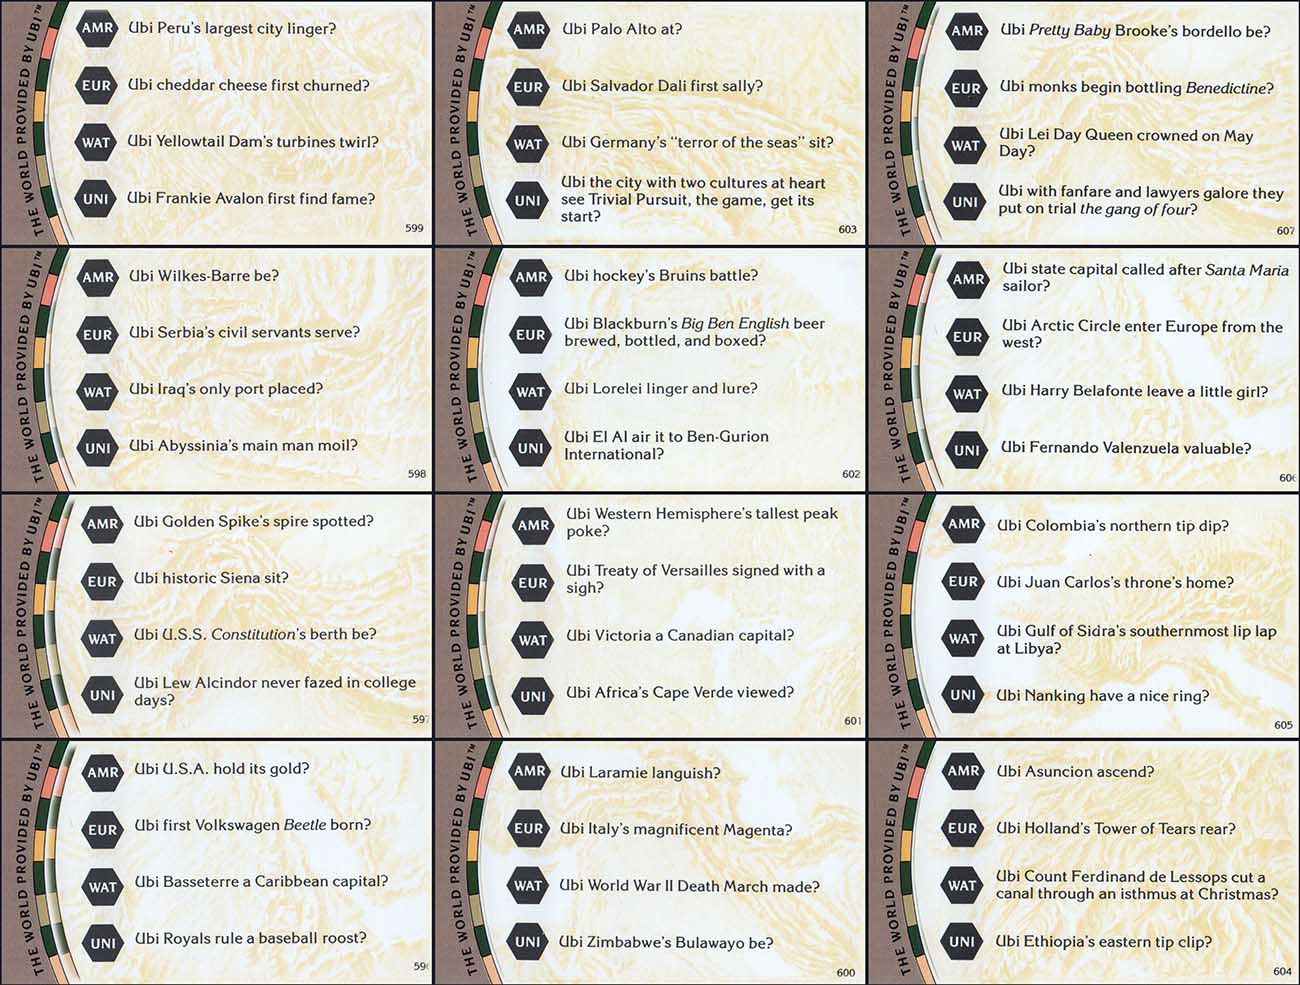 THE WORLD PROVIDED BY UBI™
AMR Ubi Peru's largest city linger?
EUR Ubi cheddar cheese first churned?
WAT Ubi Yellowtail Dam's turbines twirl?
UNI Ubi Frankie Avalon first find fame?
599
THE WORLD PROVIDED BY UBI™
AMR Ubi Palo Alto at?
EUR Ubi Salvador Dali first sally?
WAT Ubi Germany's "terror of the seas" sit?
UNI Ubi the city with two cultures at heart
see Trivial Pursuit, the game, get its
start?
603
THE WORLD PROVIDED BY UBI™
AMR Ubi Pretty Baby Brooke's bordello be?
EUR Ubi monks begin bottling Benedictine?
WAT Ubi Lei Day Queen crowned on May
Day?
UNI Ubi with fanfare and lawyers galore they
put on trial the gang of four?
607
THE WORLD PROVIDED BY UBI™
AMR Ubi Wilkes-Barre be?
EUR Ubi Serbia's civil servants serve?
WAT Ubi Iraq's only port placed?
UNI Ubi Abyssinia's main man moil?
598
THE WORLD PROVIDED BY UBI™
AMR Ubi hockey's Bruins battle?
EUR Ubi Blackburn's Big Ben English beer
brewed, bottled, and boxed?
WAT Ubi Lorelei linger and lure?
UNI Ubi El Al air it to Ben-Gurion
International?
602
THE WORLD PROVIDED BY UBI™
AMR Ubi state capital called after Santa Maria
sailor?
EUR Ubi Arctic Circle enter Europe from the
west?
WAT Ubi Harry Belafonte leave a little girl?
UNI Ubi Fernando Valenzuela valuable?
606
THE WORLD PROVIDED BY UBI™
AMR Ubi Golden Spike's spire spotted?
EUR Ubi historic Siena sit?
WAT Ubi U.S.S. Constitution's berth be?
UNI Ubi Lew Alcindor never fazed in college
days?
597
THE WORLD PROVIDED BY UBI™
AMR Ubi Western Hemisphere's tallest peak
poke?
EUR Ubi Treaty of Versailles signed with a
sigh?
WAT Ubi Victoria a Canadian capital?
UNI Ubi Africa's Cape Verde viewed?
601
THE WORLD PROVIDED BY UBI™
AMR Ubi Colombia's northern tip dip?
EUR Ubi Juan Carlos's throne's home?
WAT Ubi Gulf of Sidra's southernmost lip lap
at Libya?
UNI Ubi Nanking have a nice ring?
605
THE WORLD PROVIDED BY UBI™
AMR Ubi U.S.A. hold its gold?
EUR Ubi first Volkswagen Beetle born?
WAT Ubi Basseterre a Caribbean capital?
UNI Ubi Royals rule a baseball roost?
THE WORLD PROVIDED BY UBI™
AMR Ubi Laramie languish?
EUR Ubi Italy's magnificent Magenta?
WAT Ubi World War II Death March made?
UNI Ubi Zimbabwe's Bulawayo be?
600
THE WORLD PROVIDED BY UBI™
AMR Ubi Asuncion ascend?
EUR Ubi Holland's Tower of Tears rear?
WAT Ubi Count Ferdinand de Lessops cut a
canal through an isthmus at Christmas?
UNI Ubi Ethiopia's eastern tip clip?
604